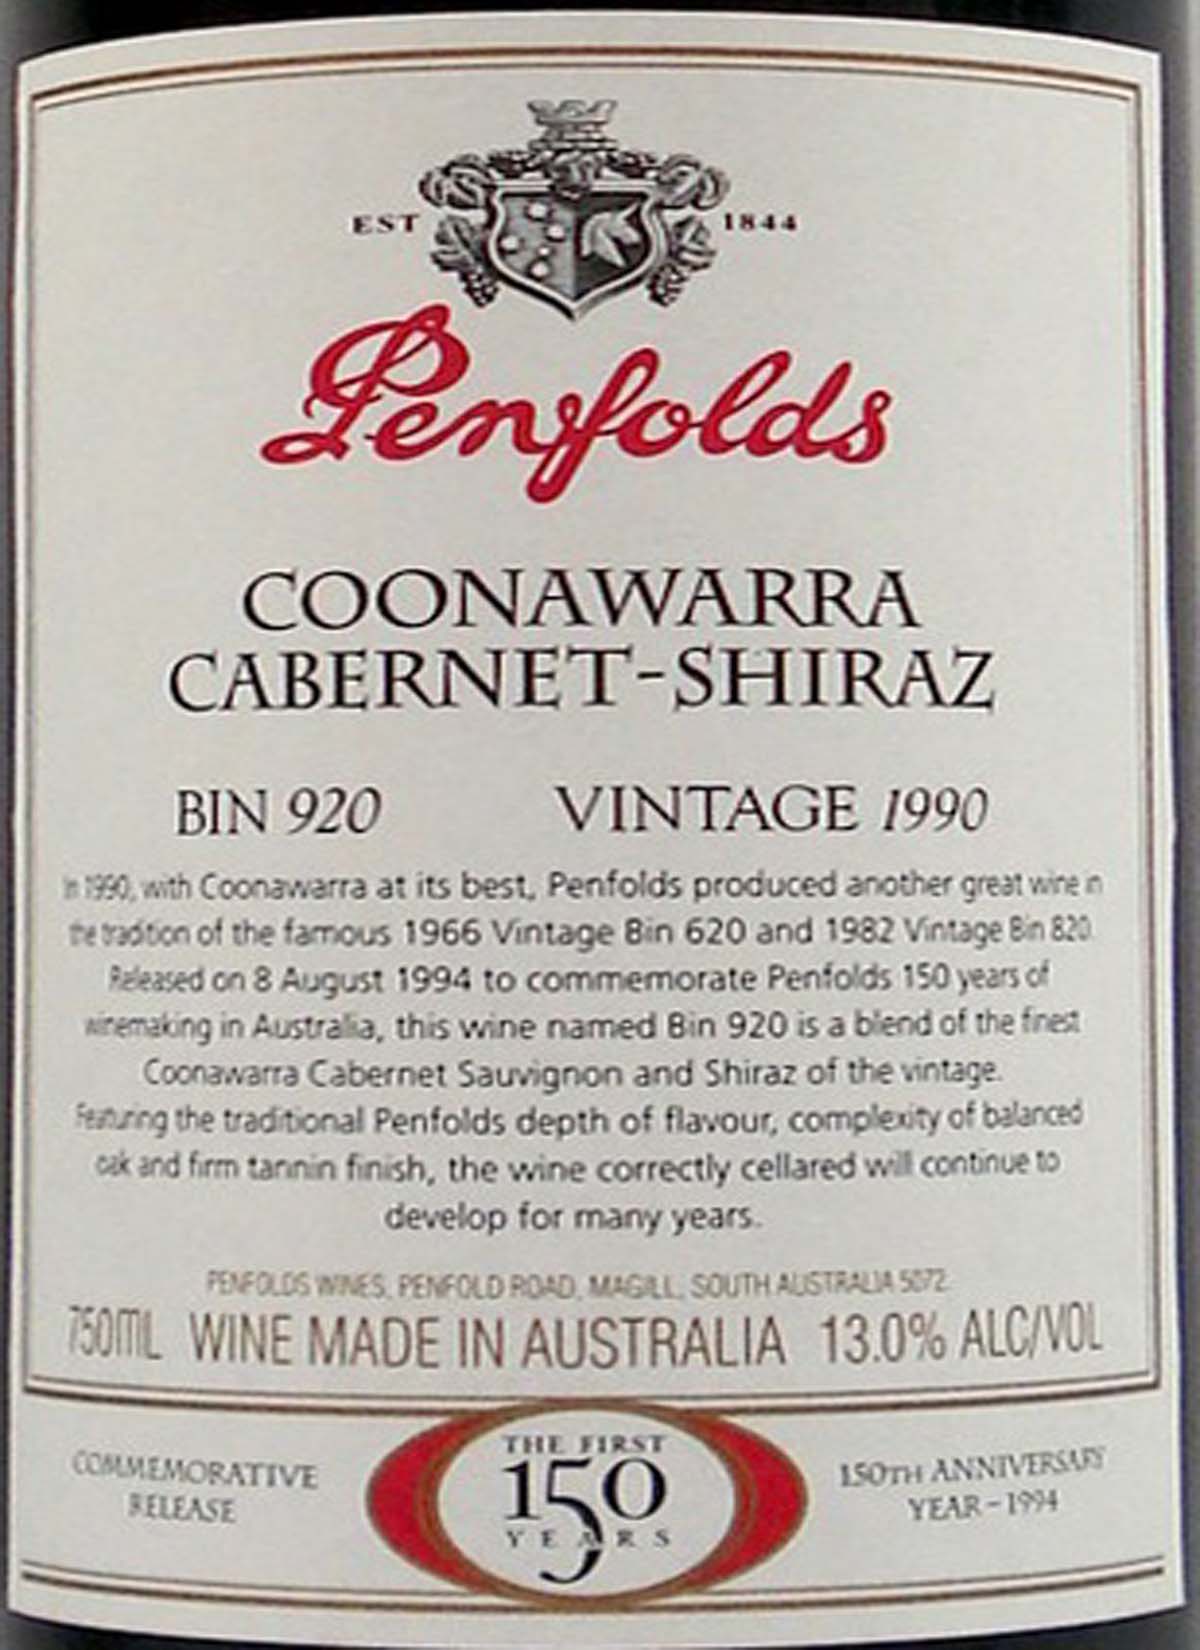 EST 1844
Penfolds
COONAWARRA
CABERNET-SHIRAZ
BIN 920 VINTAGE 1990
In 1990, with Coonawarra at its best, Penfolds produced another great wine in
the tradition of the famous 1966 Vintage Bin 620 and 1982 Vintage Bin 820.
Released on 8 August 1994 to commemorate Penfolds 150 years of
winemaking in Australia, this wine named Bin 920 is a blend of the finest
Coonawarra Cabernet Sauvignon and Shiraz of the vintage.
Featuring the traditional Penfolds depth of flavour, complexity of balanced
oak and firm tannin finish, the wine correctly cellared will continue to
develop for many years.
PENFOLDS WINES, PENFOLD ROAD, MAGILL, SOUTH AUSTRALIA 5072
750ML WINE MADE IN AUSTRALIA 13.0% ALC/VOL
COMMEMORATIVE
RELEASE
THE FIRST
150
YEARS
150TH ANNIVERSARY
YEAR - 1994